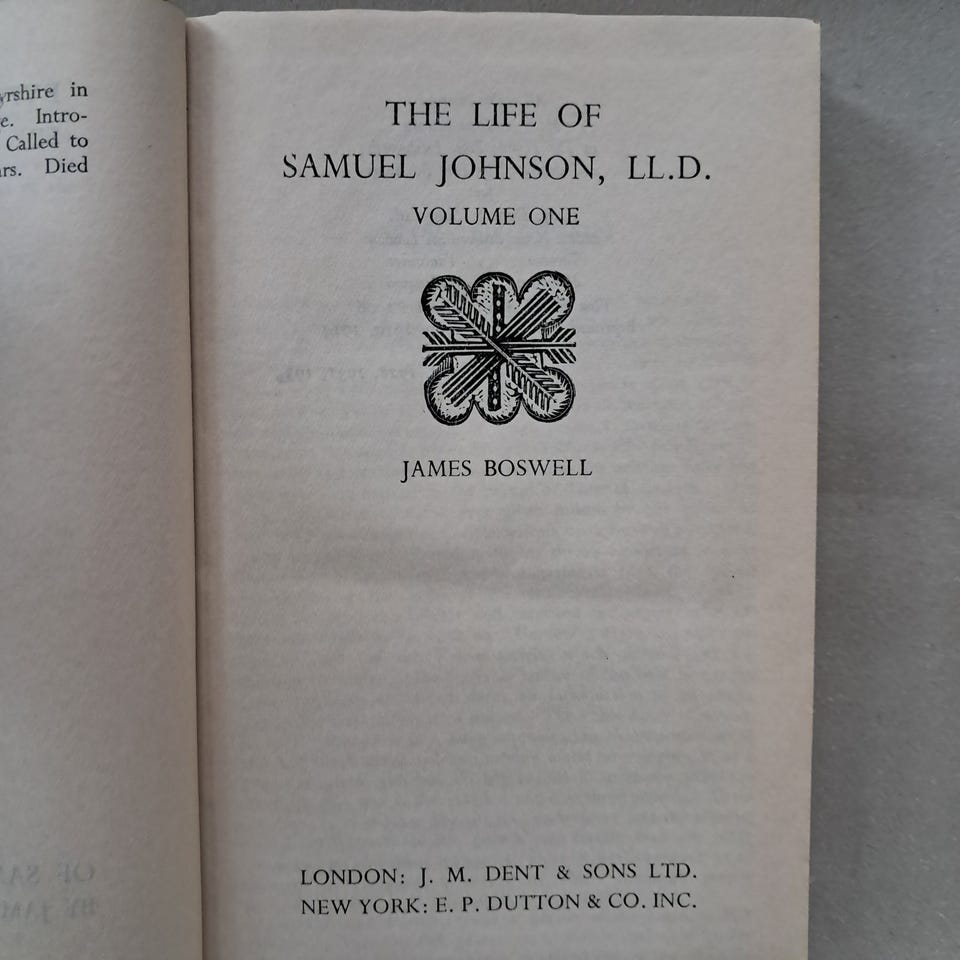 yrshire in
e. Intro-
Called to
rs. Died
THE LIFE OF
SAMUEL JOHNSON, LL.D.
VOLUME ONE
JAMES BOSWELL
LONDON: J. M. DENT & SONS LTD.
NEW YORK: E. P. DUTTON & CO. INC.